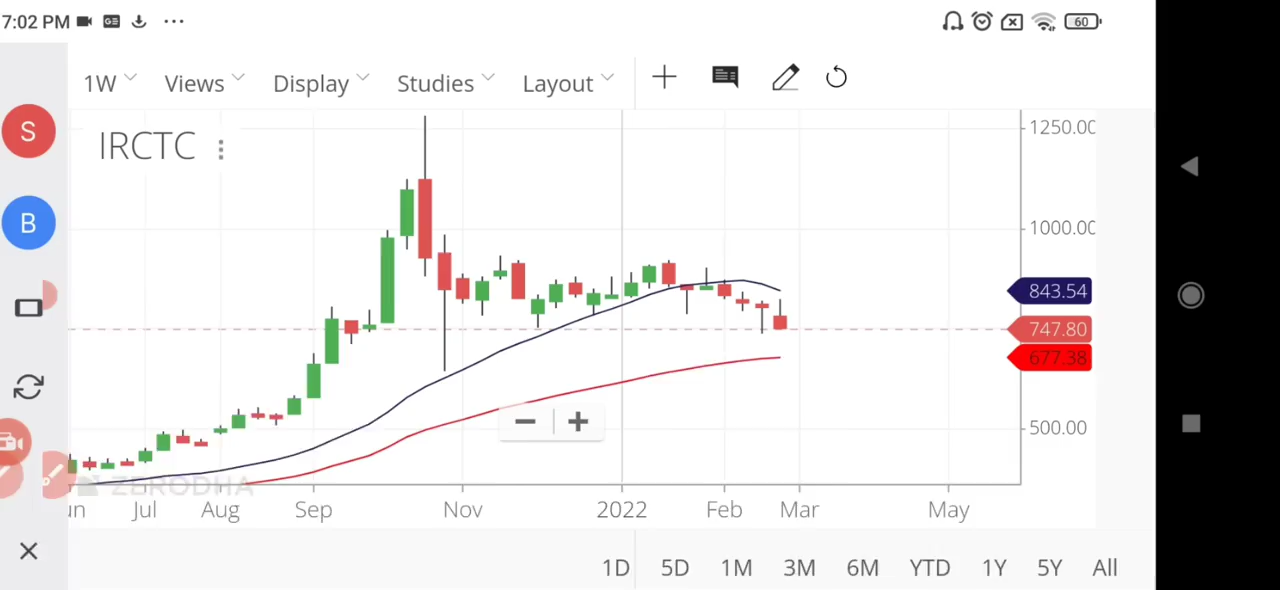 7:02 PM
60
1W Views Display Studies Layout
S
IRCTC
B
1250.00
1000.00
843.54
747.80
677.38
500.00
ZERODHA
Jul Aug Sep Nov 2022 Feb Mar May
1D 5D 1M 3M 6M YTD 1Y 5Y All